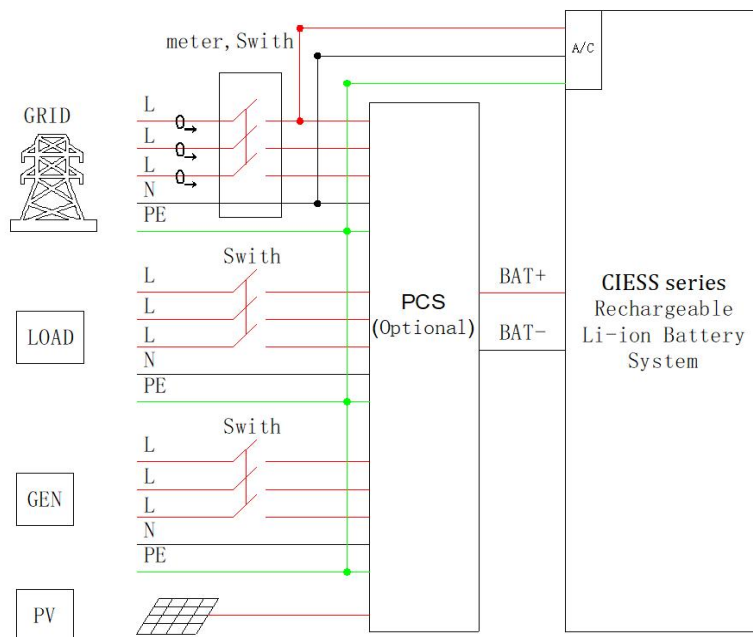 meter,Swith
A/C
GRID
L
L
L
N
PE
Swith
L
L
L
N
PE
LOAD
PCS
(Optional)
BAT+
BAT-
CIESS series
Rechargeable
Li-ion Battery
System
Swith
L
L
L
N
PE
GEN
PV